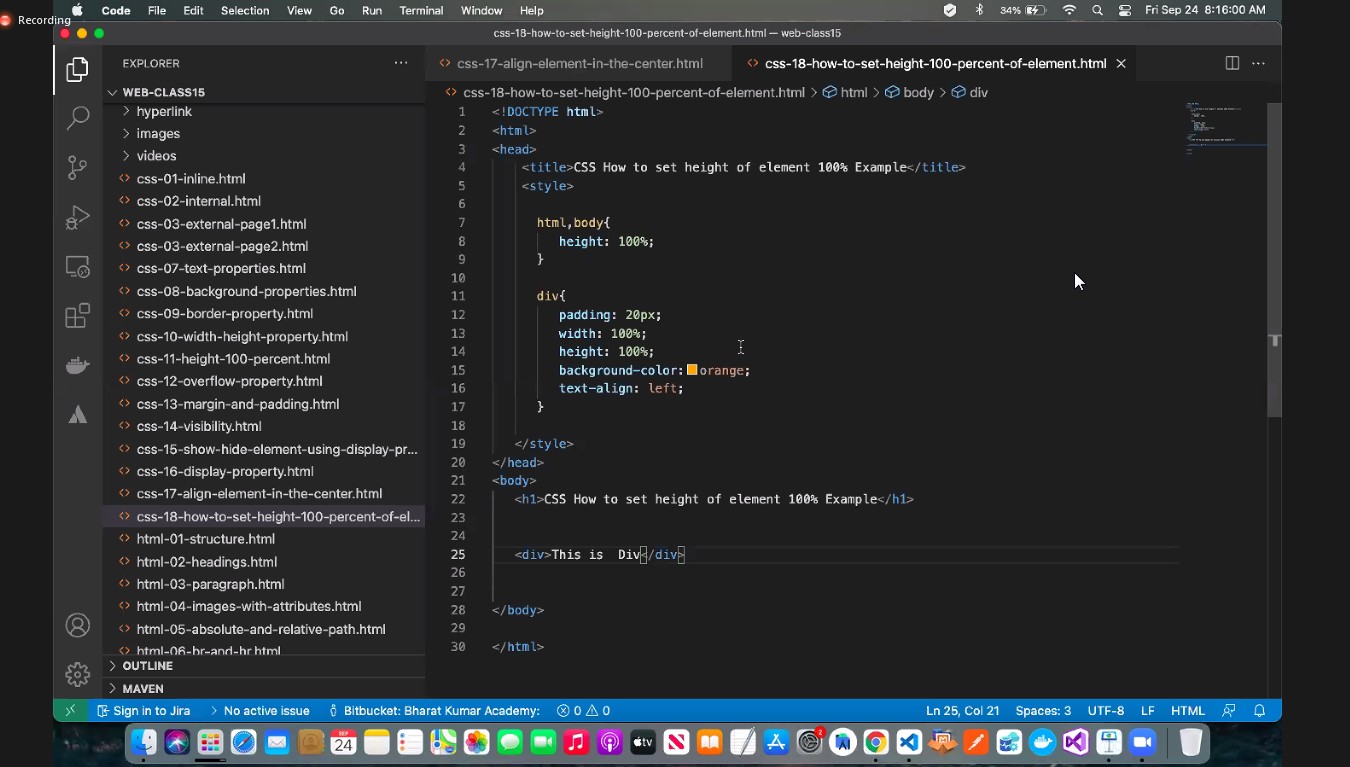 Recording
Code File Edit Selection View Go Run Terminal Window Help 34% Fri Sep 24 8:16:00 AM
css-18-how-to-set-height-100-percent-of-element.html — web-class15
EXPLORER
css-17-align-element-in-the-center.html css-18-how-to-set-height-100-percent-of-element.html
WEB-CLASS15
css-18-how-to-set-height-100-percent-of-element.html > html > body > div
hyperlink
images
videos
css-01-inline.html
css-02-internal.html
css-03-external-page1.html
css-03-external-page2.html
css-07-text-properties.html
css-08-background-properties.html
css-09-border-property.html
css-10-width-height-property.html
css-11-height-100-percent.html
css-12-overflow-property.html
css-13-margin-and-padding.html
css-14-visibility.html
css-15-show-hide-element-using-display-pr...
css-16-display-property.html
css-17-align-element-in-the-center.html
css-18-how-to-set-height-100-percent-of-el...
html-01-structure.html
html-02-headings.html
html-03-paragraph.html
html-04-images-with-attributes.html
html-05-absolute-and-relative-path.html
html-06-br-and-hr.html
OUTLINE
MAVEN
1 <!DOCTYPE html>
2 <html>
3 <head>
4 <title>CSS How to set height of element 100% Example</title>
5 <style>
6
7 html,body{
8 height: 100%;
9 }
10
11 div{
12 padding: 20px;
13 width: 100%;
14 height: 100%;
15 background-color: orange;
16 text-align: left;
17 }
18
19 </style>
20 </head>
21 <body>
22 <h1>CSS How to set height of element 100% Example</h1>
23
24
25 <div>This is  Div</div>
26
27
28 </body>
29
30 </html>
Sign in to Jira No active issue Bitbucket: Bharat Kumar Academy: 0 0 Ln 25, Col 21 Spaces: 3 UTF-8 LF HTML
SEP
24
tv
2